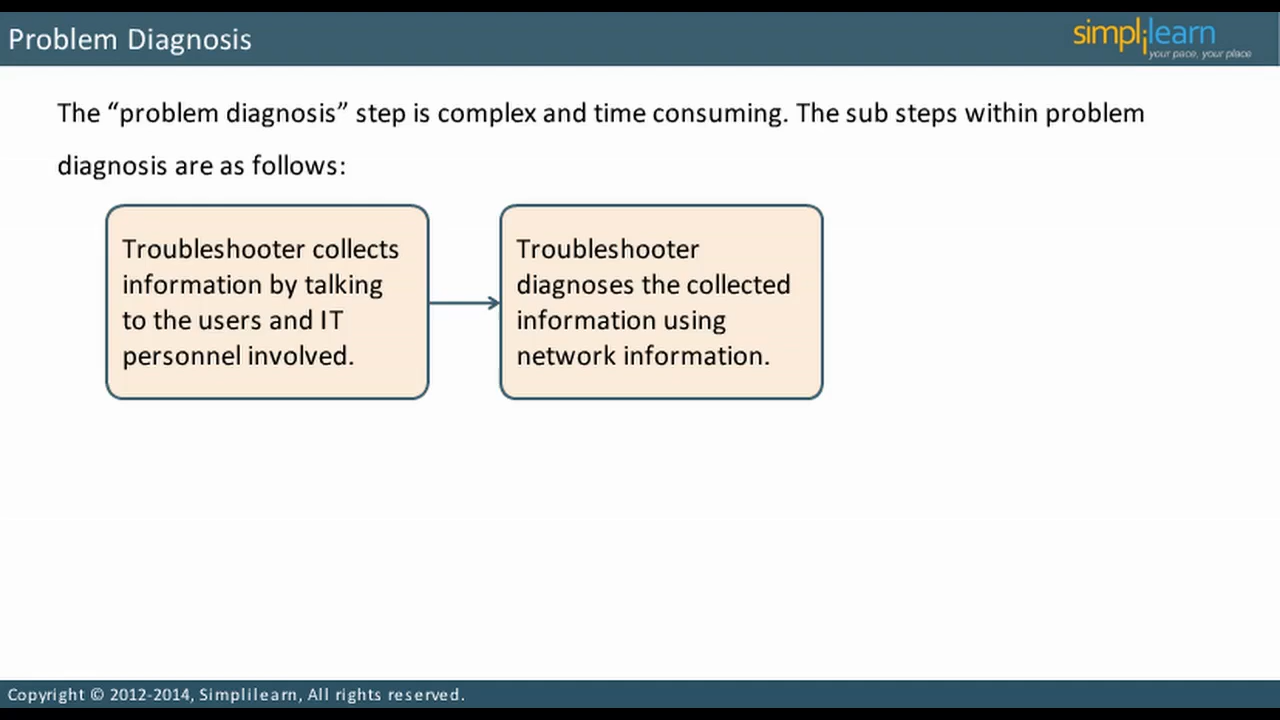 Problem Diagnosis
simplilearn
your pace, your place
The “problem diagnosis” step is complex and time consuming. The sub steps within problem
diagnosis are as follows:
Troubleshooter collects
information by talking
to the users and IT
personnel involved.
Troubleshooter
diagnoses the collected
information using
network information.
Copyright © 2012-2014, Simplilearn, All rights reserved.